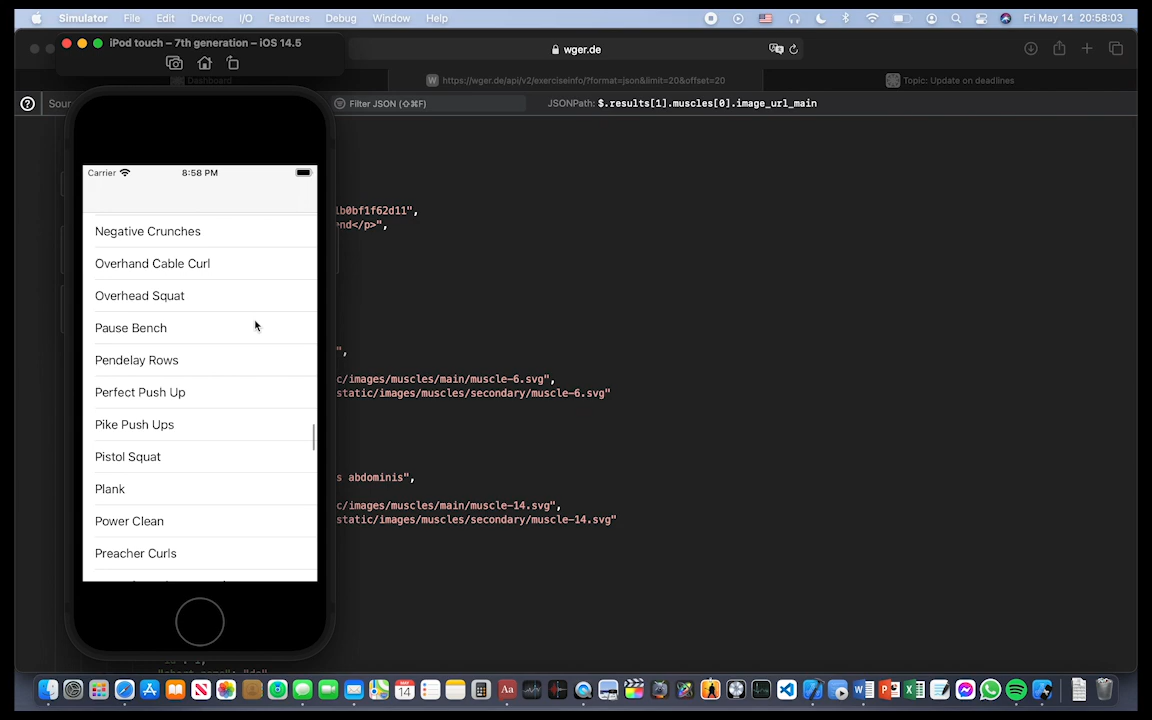 Simulator File Edit Device I/O Features Debug Window Help Fri May 14 20:58:03
iPod touch – 7th generation – iOS 14.5
wger.de
Dashboard
W https://wger.de/api/v2/exerciseinfo/?format=json&limit=20&offset=20
Topic: Update on deadlines
Sour
Filter JSON (⇧⌘F)
JSONPath: $.results[1].muscles[0].image_url_main
Carrier 8:58 PM
Negative Crunches
Overhand Cable Curl
Overhead Squat
Pause Bench
Pendelay Rows
Perfect Push Up
Pike Push Ups
Pistol Squat
Plank
Power Clean
Preacher Curls
lb0bf1f62d11",
end</p>",
",
c/images/muscles/main/muscle-6.svg",
static/images/muscles/secondary/muscle-6.svg"
s abdominis",
c/images/muscles/main/muscle-14.svg",
static/images/muscles/secondary/muscle-14.svg"
MAY
14
Aa